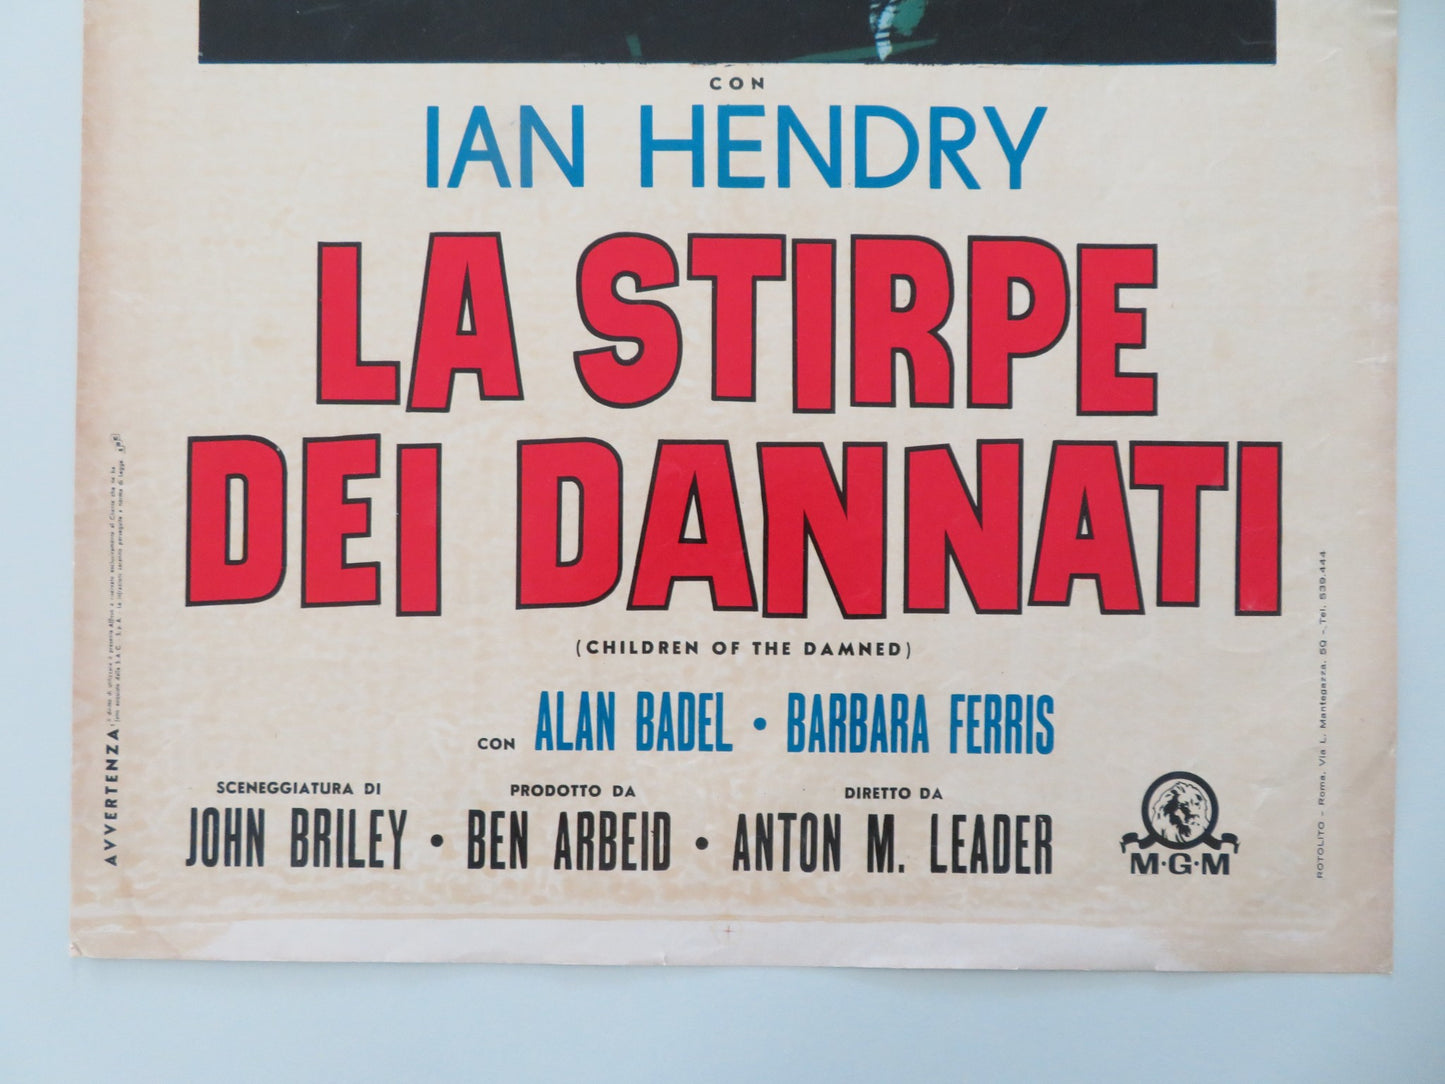 CON
IAN HENDRY
LA STIRPE
DEI DANNATI
(CHILDREN OF THE DAMNED)
CON ALAN BADEL • BARBARA FERRIS
SCENEGGIATURA DI PRODOTTO DA DIRETTO DA
JOHN BRILEY • BEN ARBEID • ANTON M. LEADER
M·G·M
AVVERTENZA
ROTOLITO - Roma, Via L. Mantegazza, 50 - Tel. 539.444